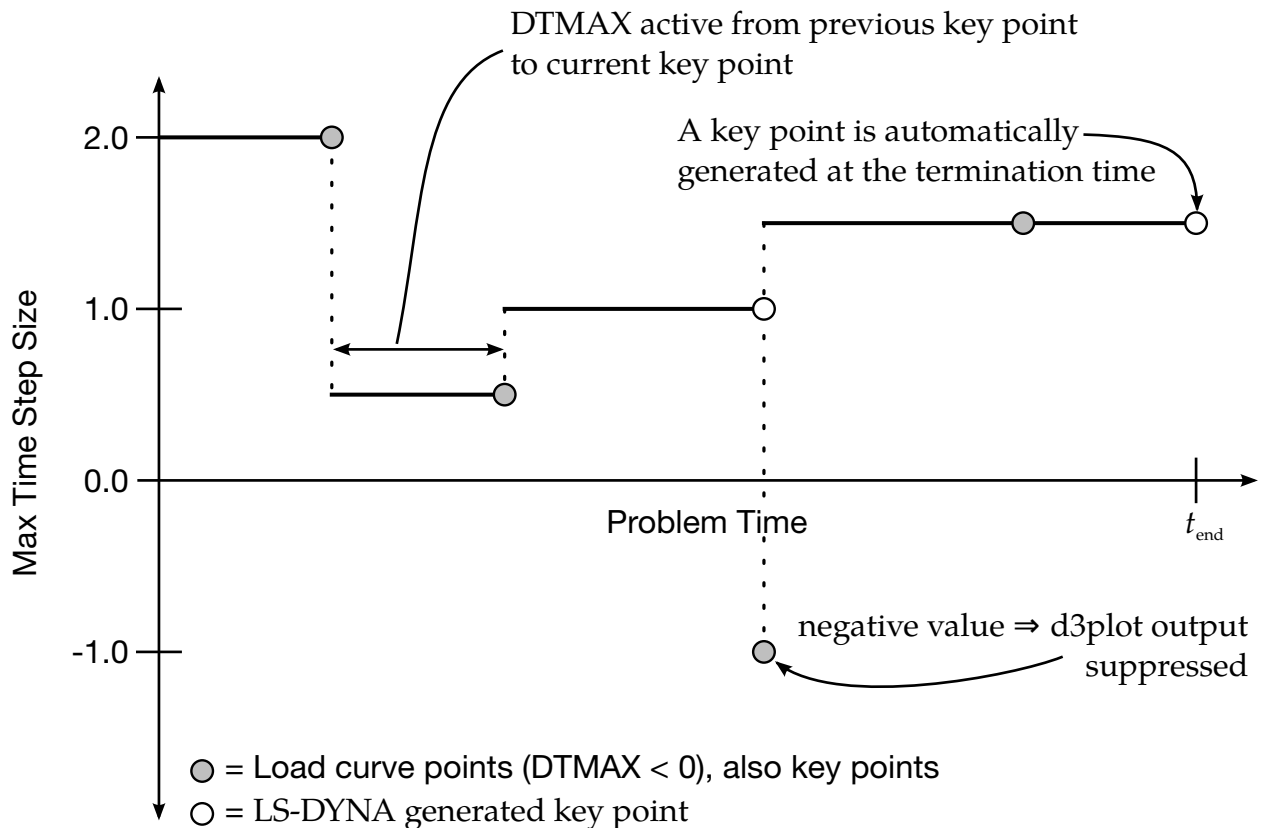 DTMAX active from previous key point
to current key point
A key point is automatically
generated at the termination time
2.0
1.0
0.0
-1.0
Max Time Step Size
Problem Time
t_end
negative value ⇒ d3plot output
suppressed
= Load curve points (DTMAX < 0), also key points
= LS-DYNA generated key point